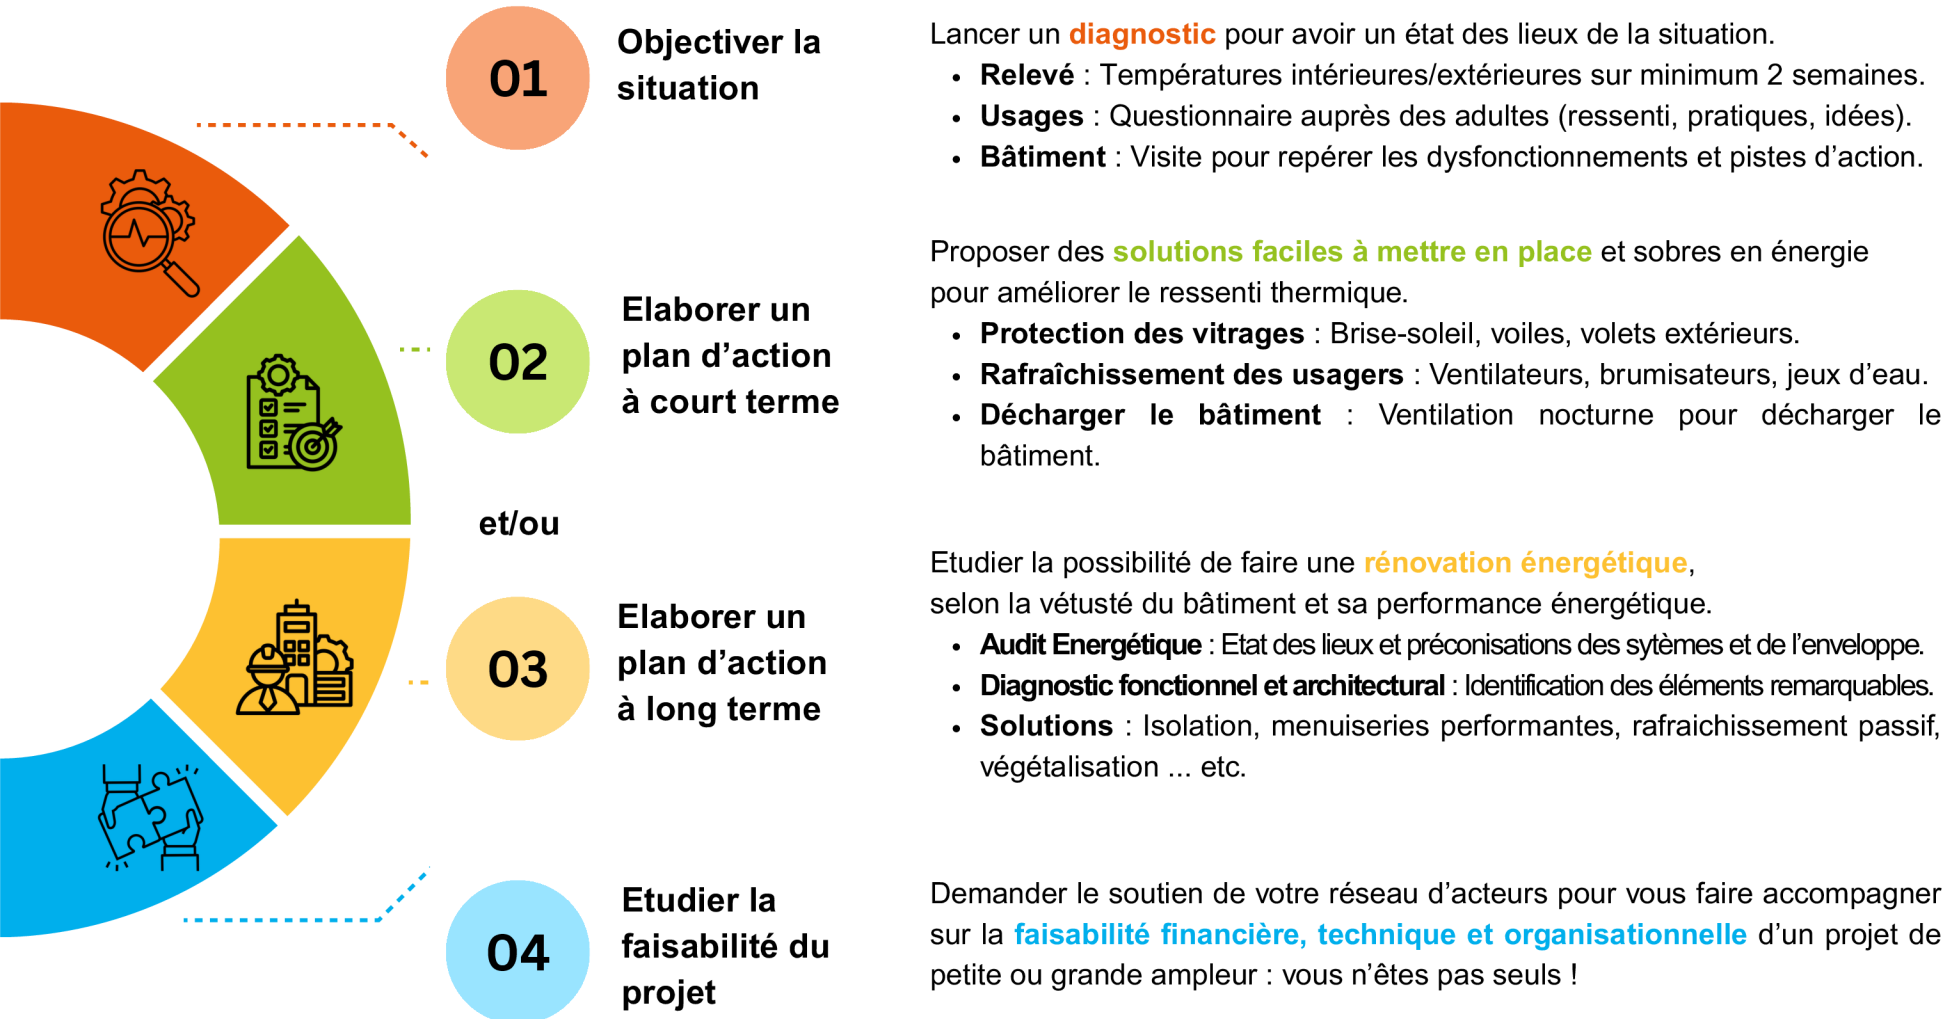 01
Objectiver la
situation
Lancer un diagnostic pour avoir un état des lieux de la situation.
• Relevé : Températures intérieures/extérieures sur minimum 2 semaines.
• Usages : Questionnaire auprès des adultes (ressenti, pratiques, idées).
• Bâtiment : Visite pour repérer les dysfonctionnements et pistes d’action.
02
Elaborer un
plan d’action
à court terme
Proposer des solutions faciles à mettre en place et sobres en énergie
pour améliorer le ressenti thermique.
• Protection des vitrages : Brise-soleil, voiles, volets extérieurs.
• Rafraîchissement des usagers : Ventilateurs, brumisateurs, jeux d’eau.
• Décharger le bâtiment : Ventilation nocturne pour décharger le
bâtiment.
et/ou
03
Elaborer un
plan d’action
à long terme
Etudier la possibilité de faire une rénovation énergétique,
selon la vétusté du bâtiment et sa performance énergétique.
• Audit Energétique : Etat des lieux et préconisations des sytèmes et de l’enveloppe.
• Diagnostic fonctionnel et architectural : Identification des éléments remarquables.
• Solutions : Isolation, menuiseries performantes, rafraichissement passif,
végétalisation ... etc.
04
Etudier la
faisabilité du
projet
Demander le soutien de votre réseau d’acteurs pour vous faire accompagner
sur la faisabilité financière, technique et organisationnelle d’un projet de
petite ou grande ampleur : vous n’êtes pas seuls !